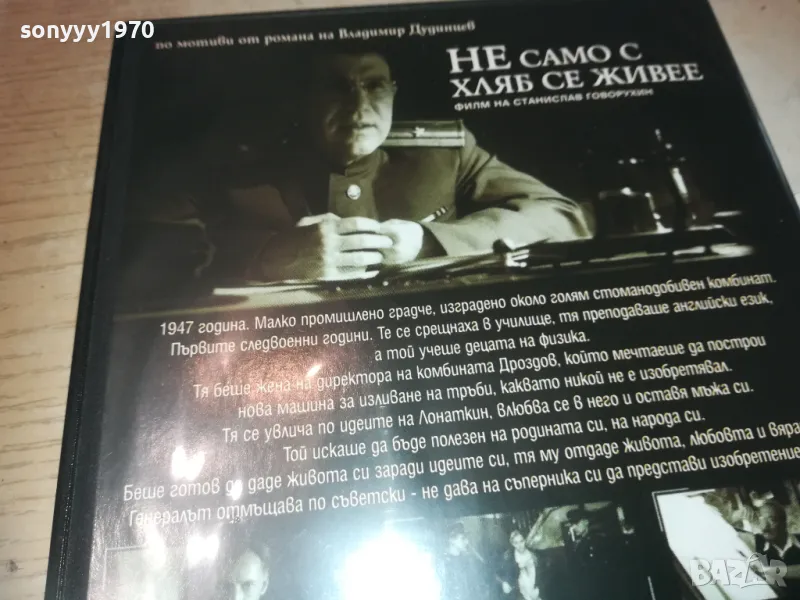 sonyyy1970
по мотиви от романа на Владимир Дудинцев
НЕ САМО С
ХЛЯБ СЕ ЖИВЕЕ
ФИЛМ НА СТАНИСЛАВ ГОВОРУХИН
1947 година. Малко промишлено градче, изградено около голям стоманодобивен комбинат.
Първите следвоенни години. Те се срещнаха в училище, тя преподаваше английски език,
а той учеше децата на физика.
Тя беше жена на директора на комбината Дроздов, който мечтаеше да построи
нова машина за изливане на тръби, каквато никой не е изобретявал.
Тя се увлича по идеите на Лонаткин, влюбва се в него и оставя мъжа си.
Той искаше да бъде полезен на родината си, на народа си.
Беше готов да даде живота си заради идеите си, тя му отдаде живота, любовта и вяра
Генералът отмъщава по съветски - не дава на съперника си да представи изобретение
BAZAR